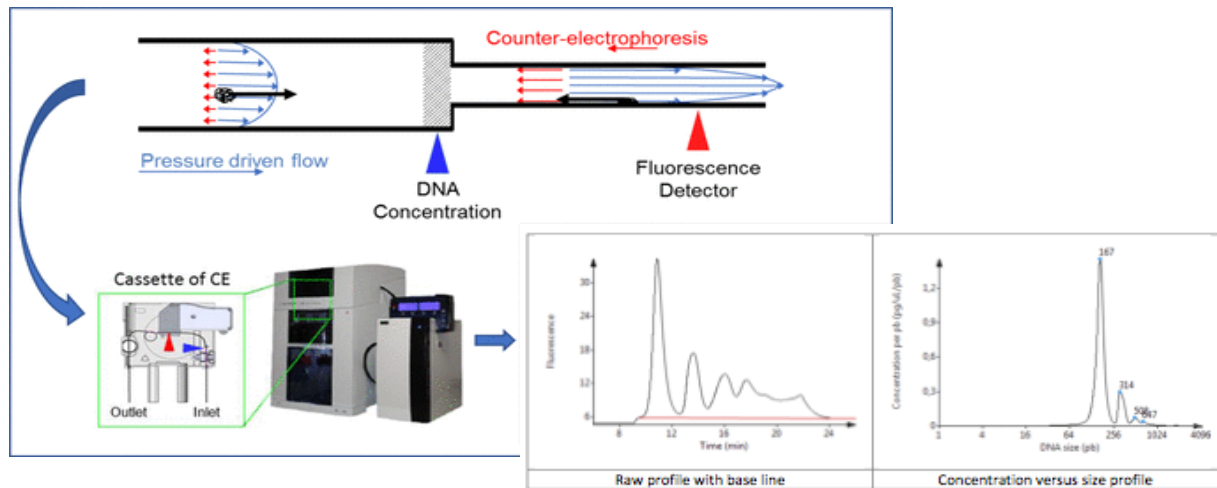 Counter-electrophoresis
Pressure driven flow
DNA
Concentration
Fluorescence
Detector
Cassette of CE
Outlet
Inlet
Fluorescence
30
24
18
12
6
8
12
16
20
24
Time (min)
Raw profile with base line
Concentration per pb (pg/uL/pb)
1,2
0,9
0,6
0,3
0
167
314
1
4
16
64
256
1024
4096
DNA size (pb)
Concentration versus size profile